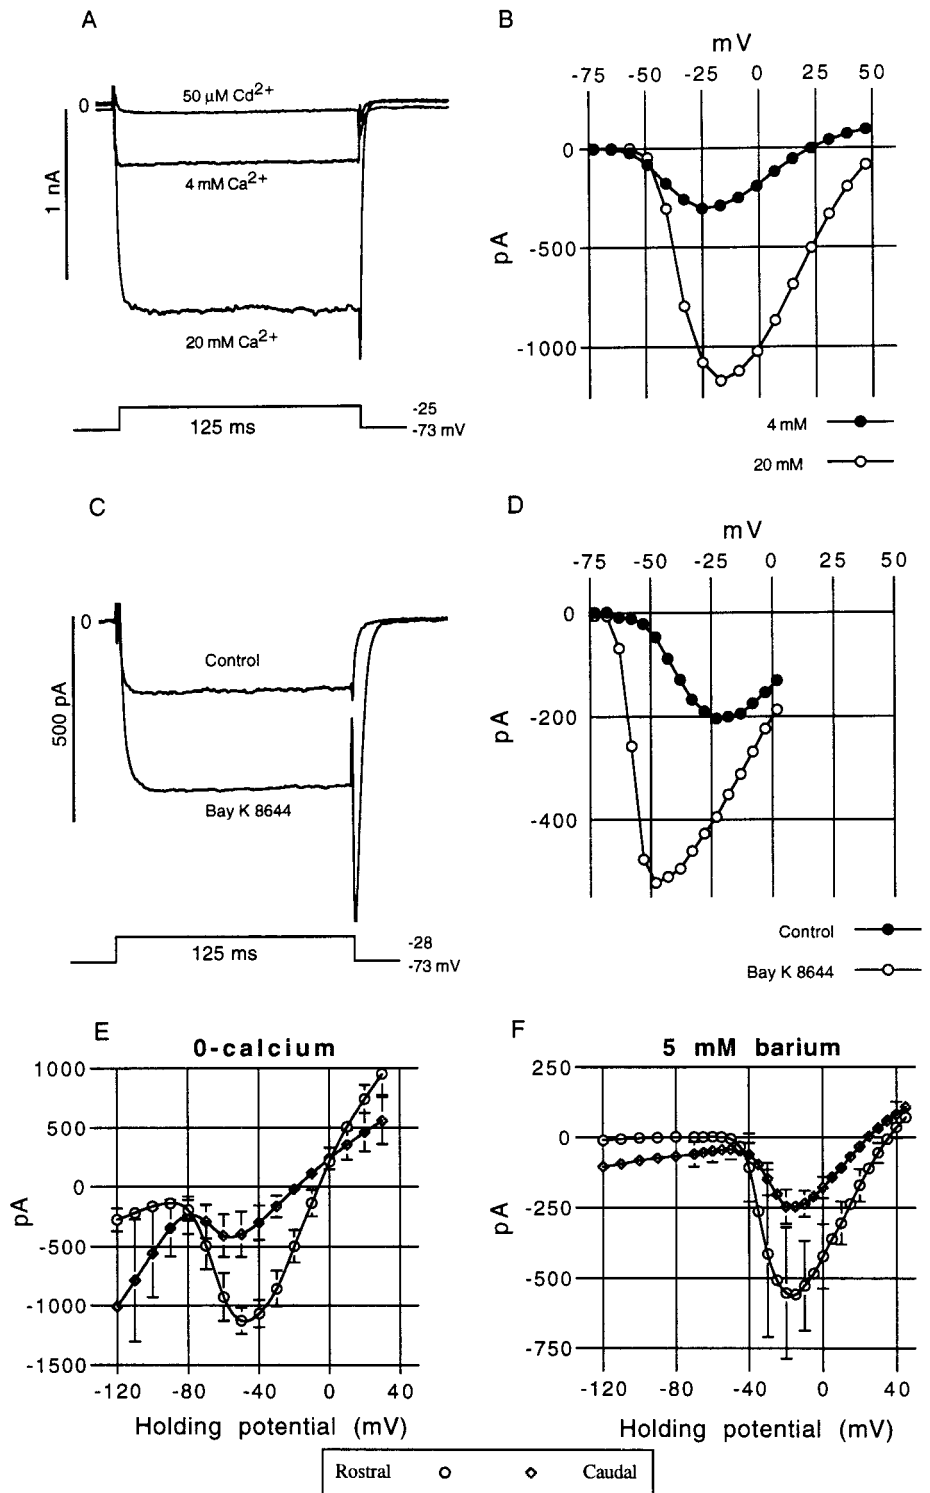 A
50 μM Cd2+
0
4 mM Ca2+
1 nA
20 mM Ca2+
-25
125 ms
-73 mV
B
mV
-75 -50 -25 0 25 50
0
-500
-1000
pA
4 mM
20 mM
C
0
Control
500 pA
Bay K 8644
-28
125 ms
-73 mV
D
mV
-75 -50 -25 0 25 50
0
-200
-400
pA
Control
Bay K 8644
E
0-calcium
1000
500
0
-500
-1000
-1500
pA
-120 -80 -40 0 40
Holding potential (mV)
F
5 mM barium
250
0
-250
-500
-750
pA
-120 -80 -40 0 40
Holding potential (mV)
Rostral Caudal